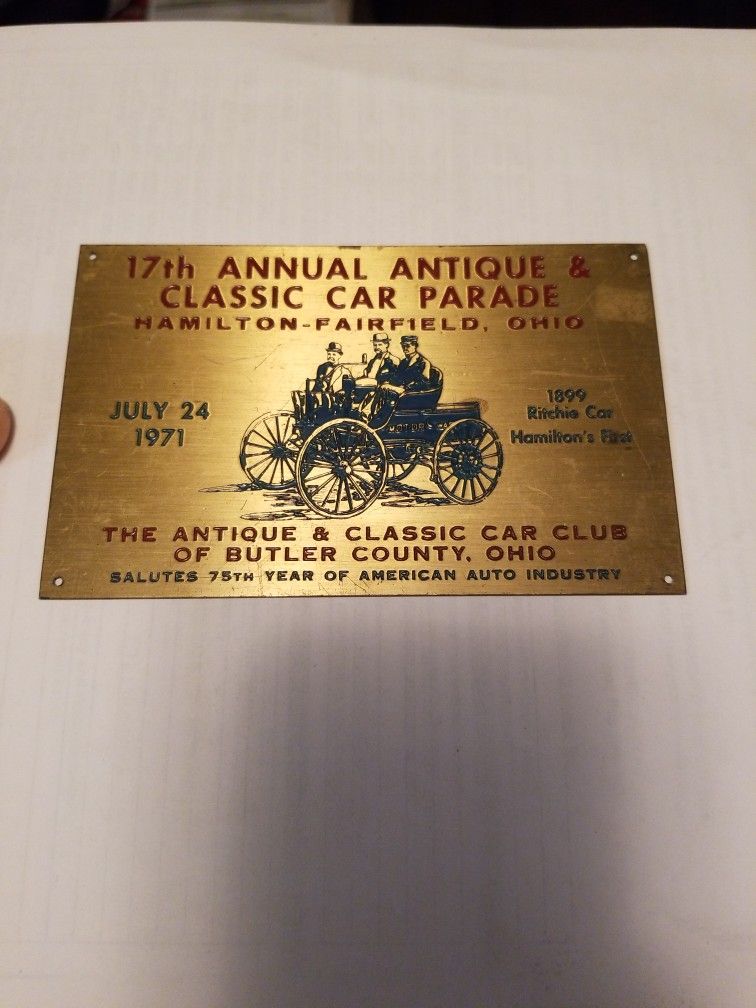 17th ANNUAL ANTIQUE &
CLASSIC CAR PARADE
HAMILTON-FAIRFIELD, OHIO
JULY 24
1971
1899
Ritchie Car
Hamilton's First
THE ANTIQUE & CLASSIC CAR CLUB
OF BUTLER COUNTY, OHIO
SALUTES 75TH YEAR OF AMERICAN AUTO INDUSTRY